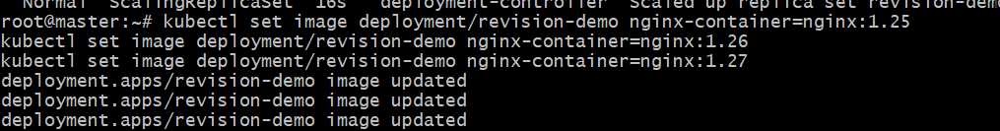 Normal  ScalingReplicaSet  16s   deployment-controller  Scaled up replica set revision-demo
root@master:~# kubectl set image deployment/revision-demo nginx-container=nginx:1.25
kubectl set image deployment/revision-demo nginx-container=nginx:1.26
kubectl set image deployment/revision-demo nginx-container=nginx:1.27
deployment.apps/revision-demo image updated
deployment.apps/revision-demo image updated
deployment.apps/revision-demo image updated